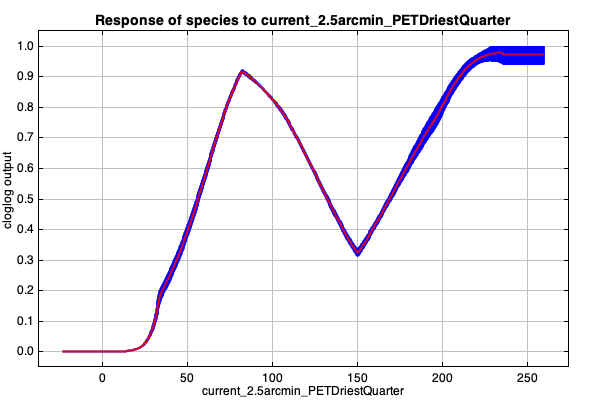 Response of species to current_2.5arcmin_PETDriestQuarter
cloglog output
1.0
0.9
0.8
0.7
0.6
0.5
0.4
0.3
0.2
0.1
0.0
0 50 100 150 200 250
current_2.5arcmin_PETDriestQuarter